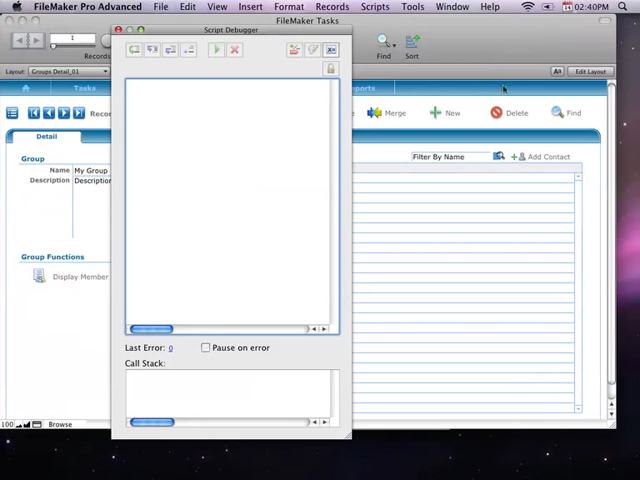 FileMaker Pro Advanced File Edit View Insert Format Records Scripts Tools Window Help 14 02:40PM
FileMaker Tasks
Script Debugger
1
Records
Find
Sort
Layout: Groups Detail_01
Aa
Edit Layout
Tasks
ports
Recor
Merge
New
Delete
Find
Detail
Group
Name My Group
Description Description
Filter By Name
Add Contact
Group Functions
Display Member
Last Error: 0
Pause on error
Call Stack:
100
Browse